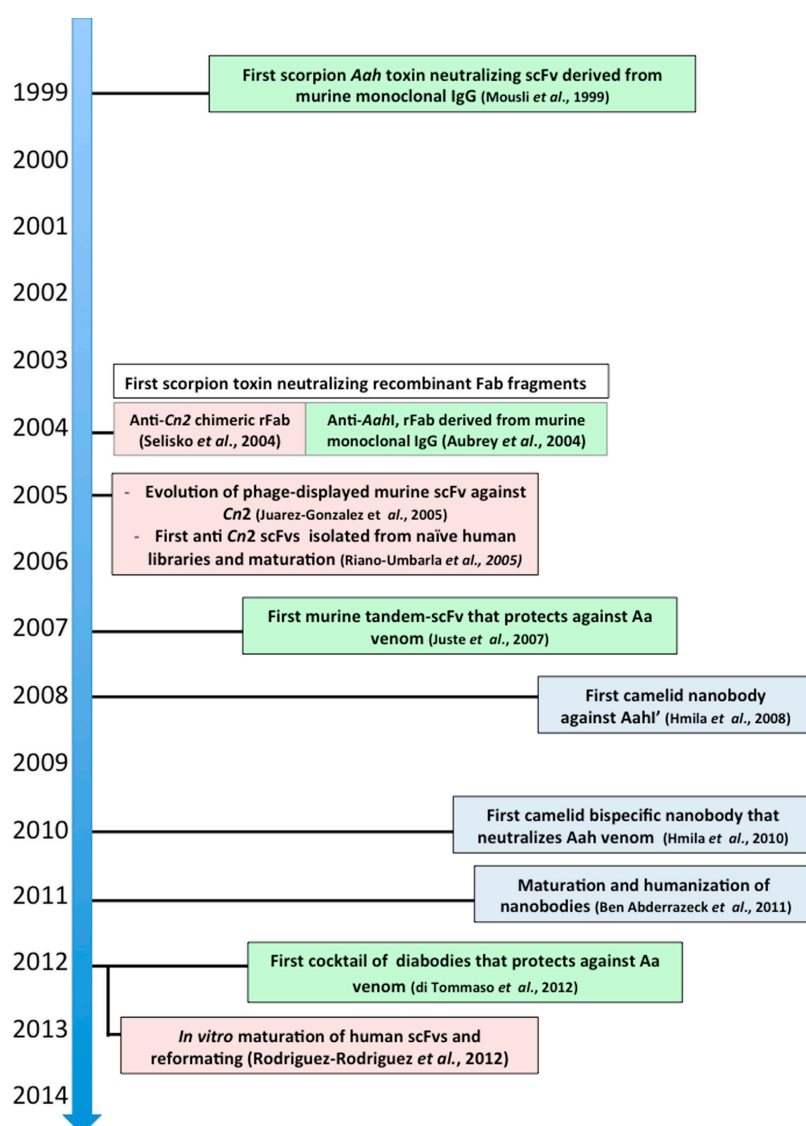 1999
First scorpion Aah toxin neutralizing scFv derived from
murine monoclonal IgG (Mousli et al., 1999)
2000
2001
2002
2003
First scorpion toxin neutralizing recombinant Fab fragments
2004
Anti-Cn2 chimeric rFab
(Selisko et al., 2004)
Anti-AahI, rFab derived from murine
monoclonal IgG (Aubrey et al., 2004)
2005
- Evolution of phage-displayed murine scFv against
Cn2 (Juarez-Gonzalez et al., 2005)
- First anti Cn2 scFvs isolated from naïve human
libraries and maturation (Riano-Umbarla et al., 2005)
2006
2007
First murine tandem-scFv that protects against Aa
venom (Juste et al., 2007)
2008
First camelid nanobody
against AahI’ (Hmila et al., 2008)
2009
2010
First camelid bispecific nanobody that
neutralizes Aah venom (Hmila et al., 2010)
2011
Maturation and humanization of
nanobodies (Ben Abderrazeck et al., 2011)
2012
First cocktail of diabodies that protects against Aa
venom (di Tommaso et al., 2012)
2013
In vitro maturation of human scFvs and
reformating (Rodriguez-Rodriguez et al., 2012)
2014